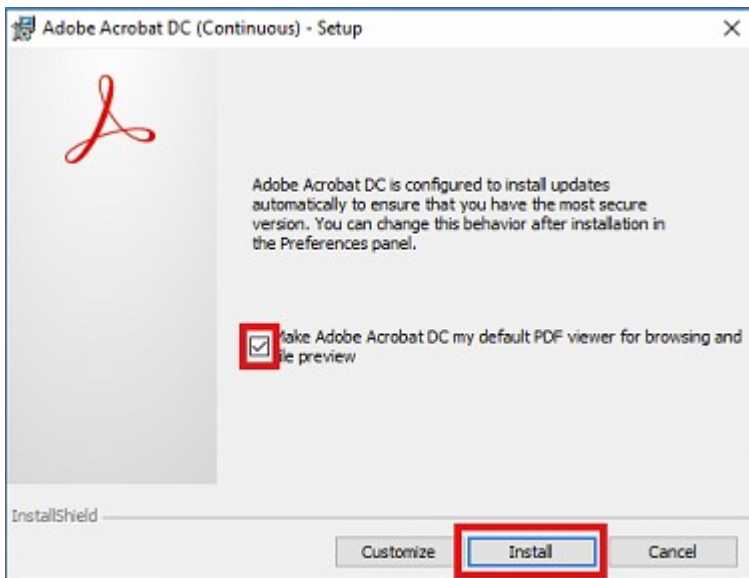 Adobe Acrobat DC (Continuous) - Setup
Adobe Acrobat DC is configured to install updates
automatically to ensure that you have the most secure
version. You can change this behavior after installation in
the Preferences panel.
ake Adobe Acrobat DC my default PDF viewer for browsing and
ile preview
InstallShield
Customize
Install
Cancel